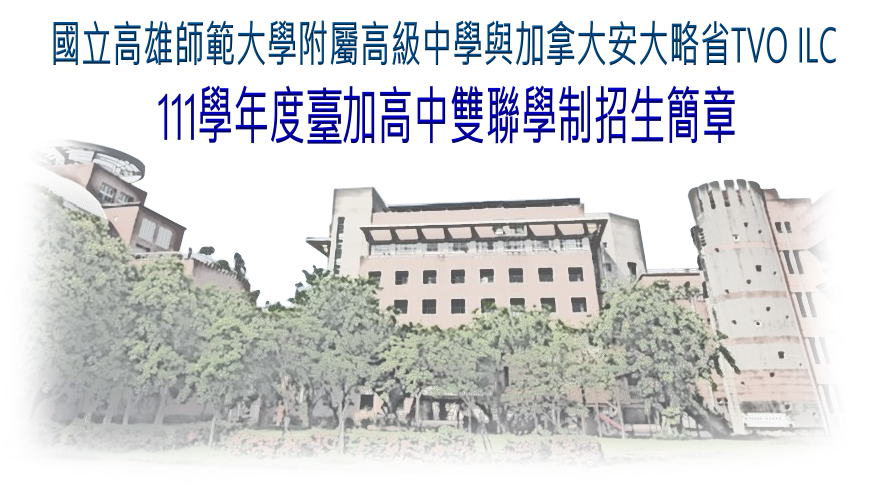 國立高雄師範大學附屬高級中學與加拿大安大略省TVO ILC
111學年度臺加高中雙聯學制招生簡章